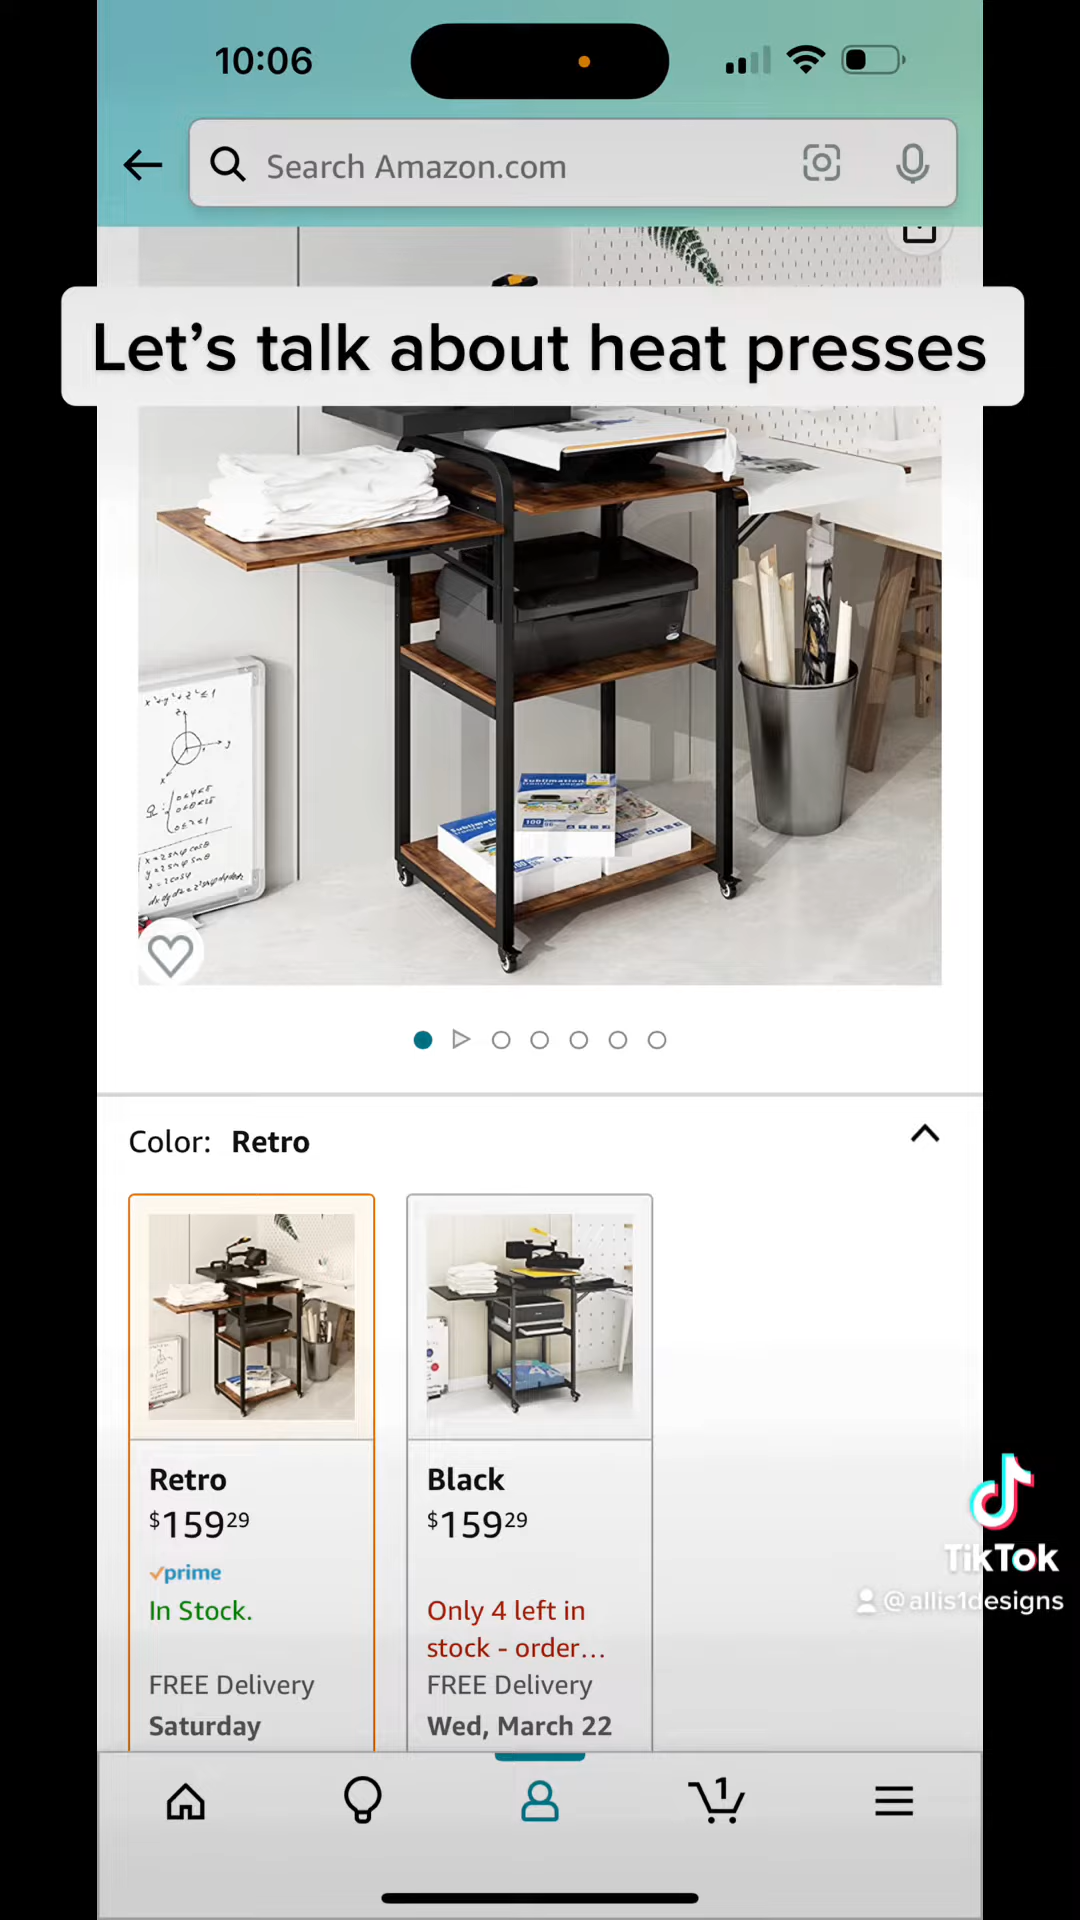 10:06
Search Amazon.com
Let's talk about heat presses
Sublimation
100
Color: Retro
Retro
$159 29
prime
In Stock.
FREE Delivery
Saturday
Black
$159 29
Only 4 left in
stock - order...
FREE Delivery
Wed, March 22
TikTok
@allis1designs
1